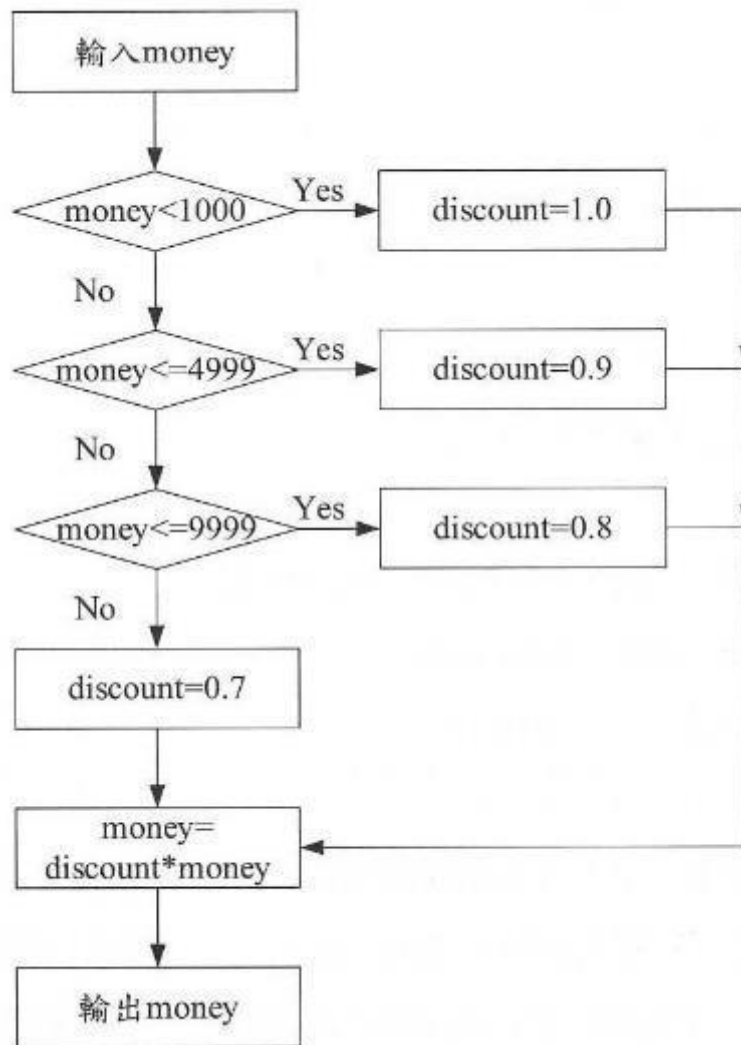 輸入money
money<1000
Yes
discount=1.0
No
money<=4999
Yes
discount=0.9
No
money<=9999
Yes
discount=0.8
No
discount=0.7
money=
discount*money
輸出money